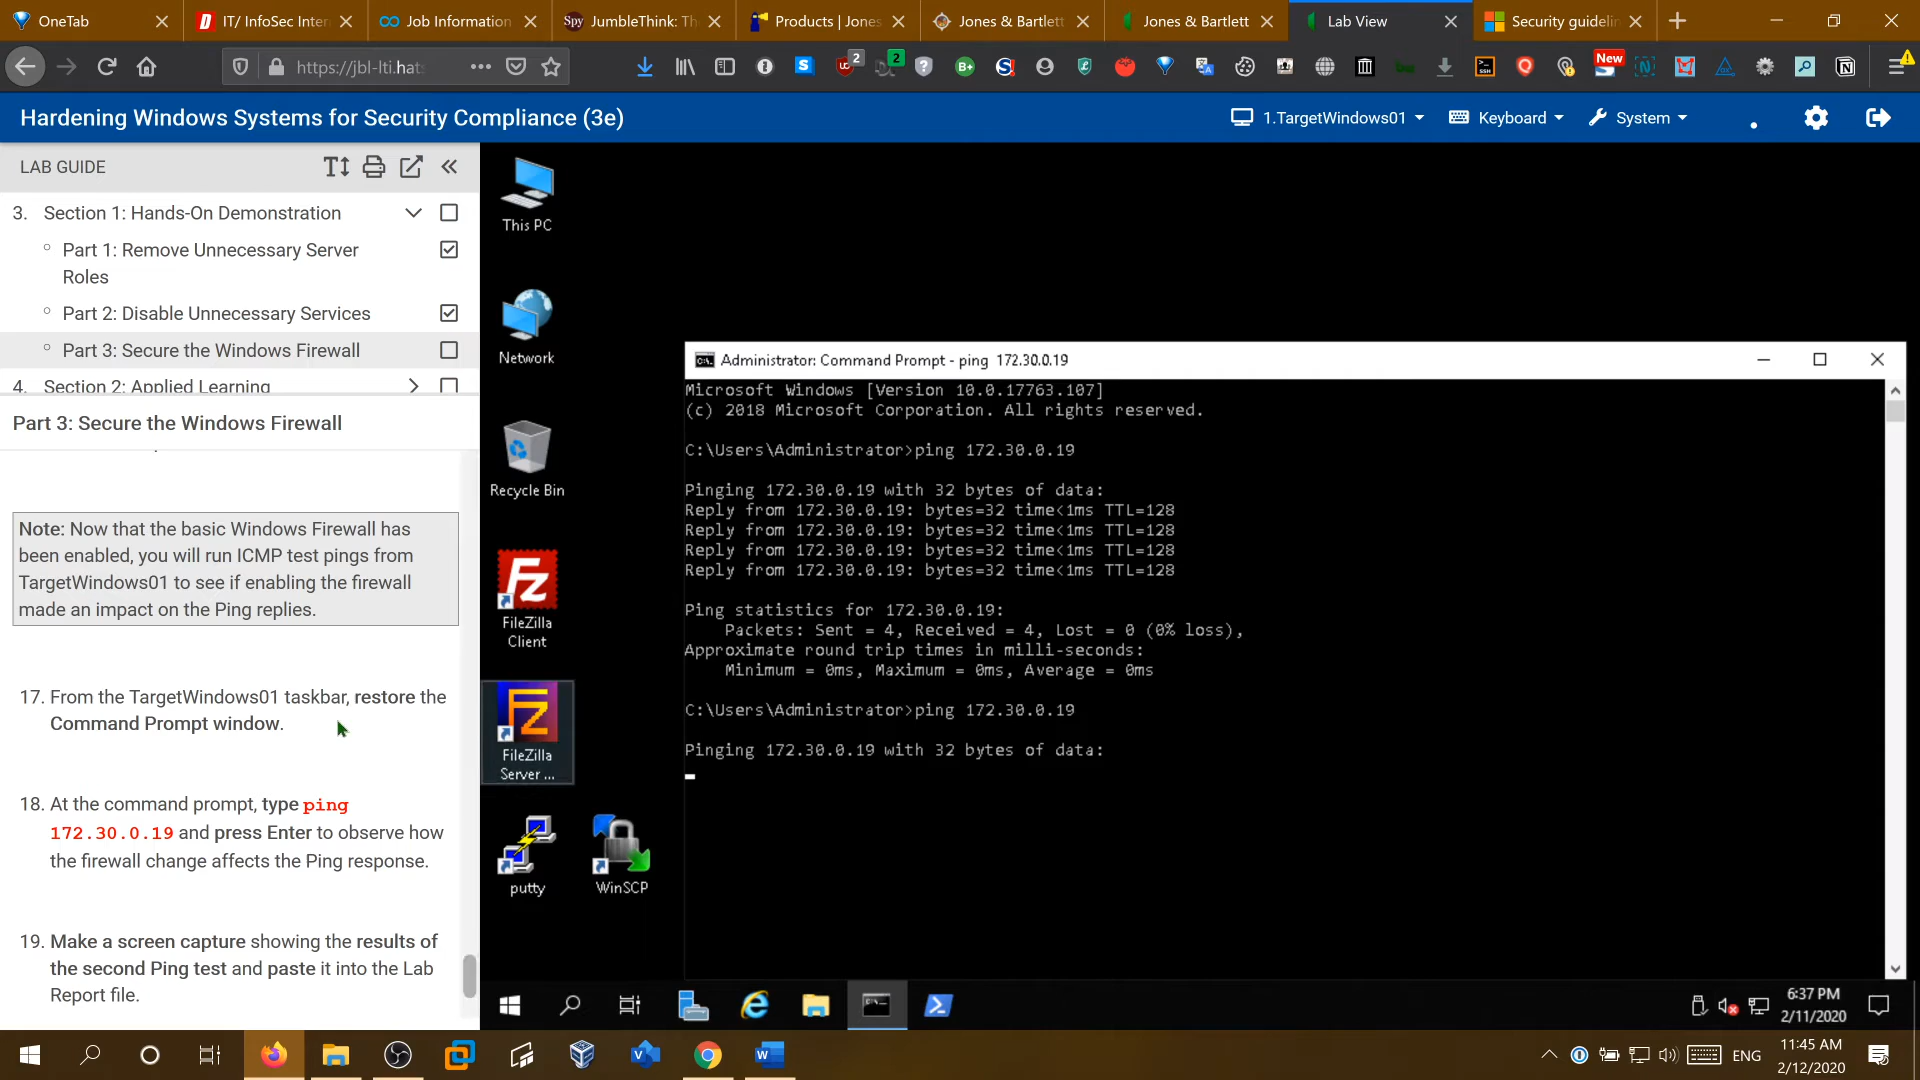 OneTab
IT/ InfoSec Inter
Job Information
JumbleThink: Th
Products | Jones
Jones & Bartlett
Jones & Bartlett
Lab View
Security guidelin
https://jbl-lti.hats
2
2
New
Hardening Windows Systems for Security Compliance (3e)
1.TargetWindows01
Keyboard
System
LAB GUIDE
3. Section 1: Hands-On Demonstration
Part 1: Remove Unnecessary Server
Roles
Part 2: Disable Unnecessary Services
Part 3: Secure the Windows Firewall
4. Section 2: Applied Learning
Part 3: Secure the Windows Firewall
Note: Now that the basic Windows Firewall has
been enabled, you will run ICMP test pings from
TargetWindows01 to see if enabling the firewall
made an impact on the Ping replies.
17. From the TargetWindows01 taskbar, restore the
Command Prompt window.
18. At the command prompt, type ping
172.30.0.19 and press Enter to observe how
the firewall change affects the Ping response.
19. Make a screen capture showing the results of
the second Ping test and paste it into the Lab
Report file.
This PC
Network
Recycle Bin
FileZilla
Client
FileZilla
Server ...
putty
WinSCP
Administrator: Command Prompt - ping 172.30.0.19
Microsoft Windows [Version 10.0.17763.107]
(c) 2018 Microsoft Corporation. All rights reserved.
C:\Users\Administrator>ping 172.30.0.19
Pinging 172.30.0.19 with 32 bytes of data:
Reply from 172.30.0.19: bytes=32 time<1ms TTL=128
Reply from 172.30.0.19: bytes=32 time<1ms TTL=128
Reply from 172.30.0.19: bytes=32 time<1ms TTL=128
Reply from 172.30.0.19: bytes=32 time<1ms TTL=128
Ping statistics for 172.30.0.19:
Packets: Sent = 4, Received = 4, Lost = 0 (0% loss),
Approximate round trip times in milli-seconds:
Minimum = 0ms, Maximum = 0ms, Average = 0ms
C:\Users\Administrator>ping 172.30.0.19
Pinging 172.30.0.19 with 32 bytes of data:
6:37 PM
2/11/2020
ENG
11:45 AM
2/12/2020